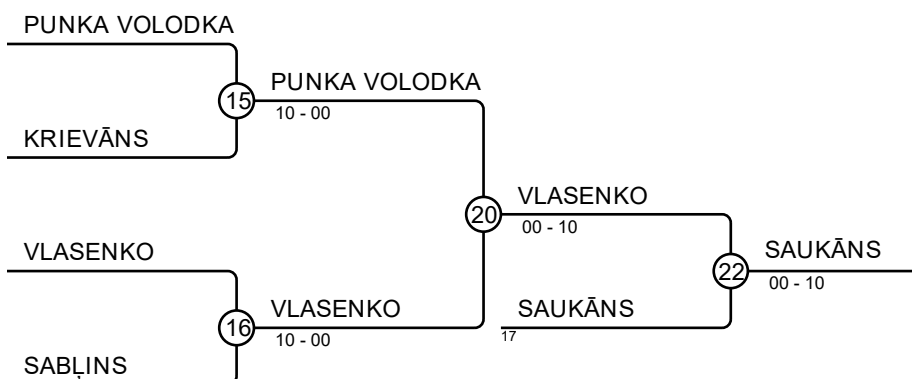 PUNKA VOLODKA
15
PUNKA VOLODKA
10 - 00
KRIEVĀNS
20
VLASENKO
00 - 10
VLASENKO
22
SAUKĀNS
00 - 10
16
VLASENKO
10 - 00
SAUKĀNS
17
SABĻINS